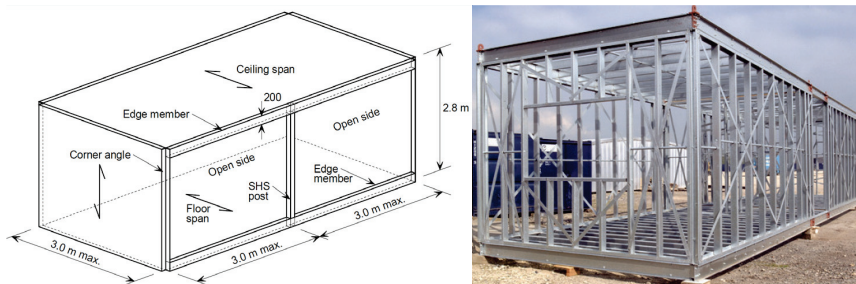 Ceiling span
200
Edge member
2.8 m
Open side
Corner angle
Open side
SHS
post
Edge
member
Floor
span
3.0 m max.
3.0 m max.
3.0 m max.